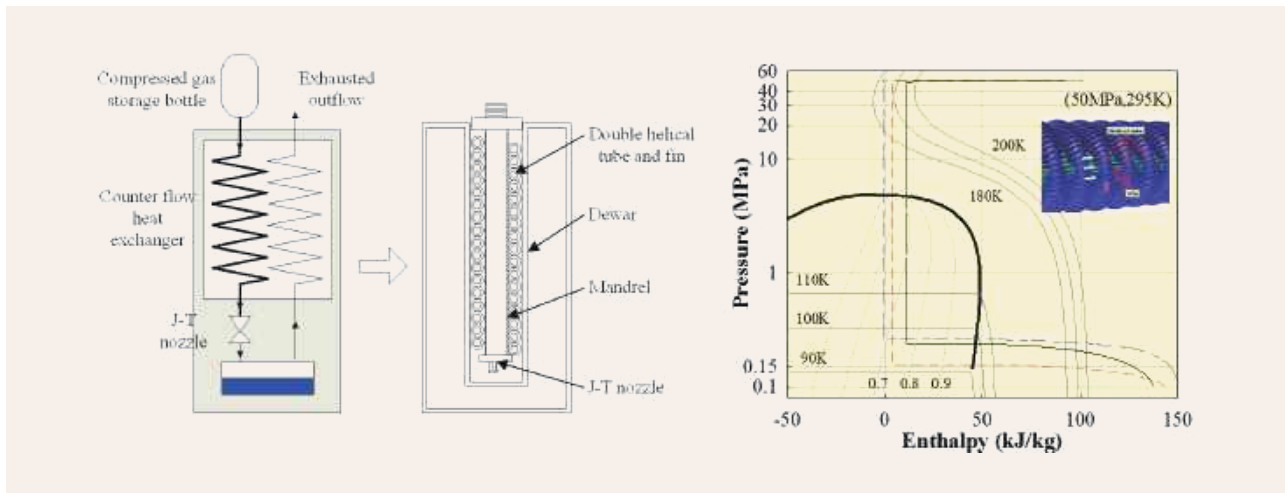 Compressed gas
storage bottle
Exhausted
outflow
Counter flow
heat
exchanger
J-T
nozzle
Double helical
tube and fin
Dewar
Mandrel
J-T nozzle
Pressure (MPa)
60
40
30
20
10
1
0.15
0.1
(50MPa,295K)
200K
180K
110K
100K
90K
0.7 0.8 0.9
-50 0 50 100 150
Enthalpy (kJ/kg)